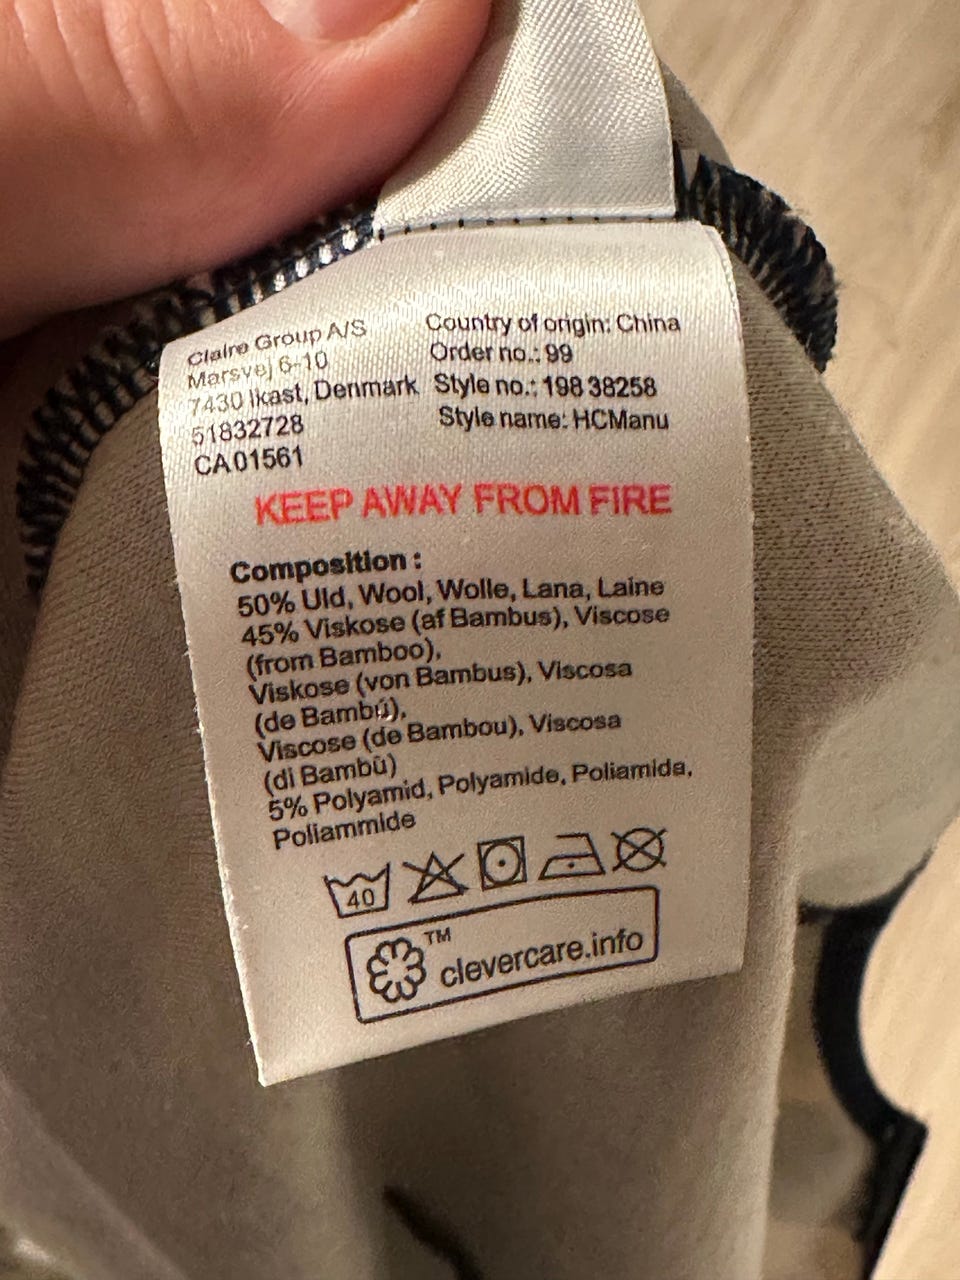 Claire Group A/S
Marsvej 6-10
7430 Ikast, Denmark
51832728
CA01561
Country of origin: China
Order no.: 99
Style no.: 198 38258
Style name: HCManu
KEEP AWAY FROM FIRE
Composition :
50% Uld, Wool, Wolle, Lana, Laine
45% Viskose (af Bambus), Viscose
(from Bamboo),
Viskose (von Bambus), Viscosa
(de Bambú),
Viscose (de Bambou), Viscosa
(di Bambù)
5% Polyamid, Polyamide, Poliamida,
Poliammide
40
TM
clevercare.info